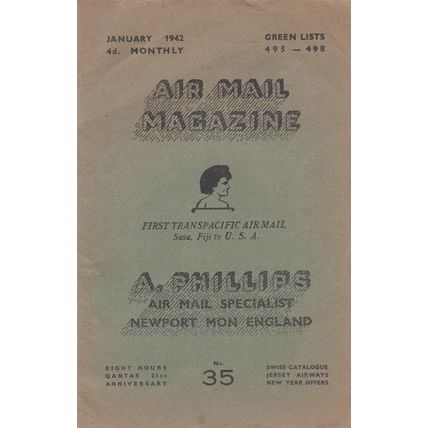 JANUARY 1942
4d. MONTHLY
GREEN LISTS
495 — 498
AIR MAIL
MAGAZINE
FIRST TRANSPACIFIC AIR MAIL
Suva, Fiji to U. S. A.
A. PHILLIPS
AIR MAIL SPECIALIST
NEWPORT MON ENGLAND
EIGHT HOURS
QANTAS 21st
ANNIVERSARY
No.
35
SWISS CATALOGUE
JERSEY AIRWAYS
NEW YEAR OFFERS